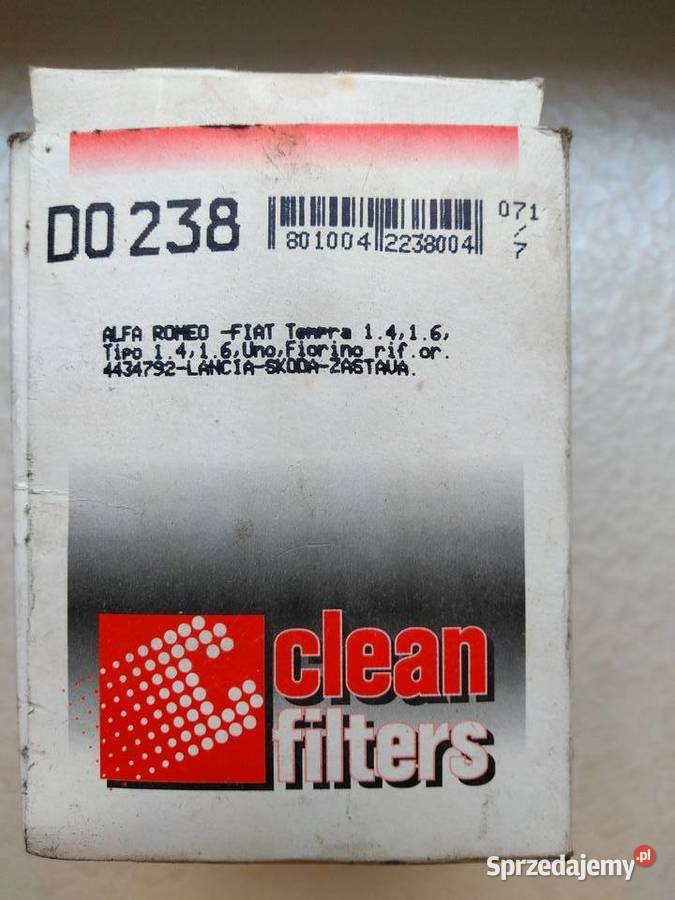 DO 238
801004 2238004
071
/
7
ALFA ROMEO -FIAT Tempra 1.4,1.6,
Tipo 1.4,1.6,Uno,Fiorino rif.or.
4434792-LANCIA-SKODA-ZASTAVA.
clean
filters
Sprzedajemy.pl